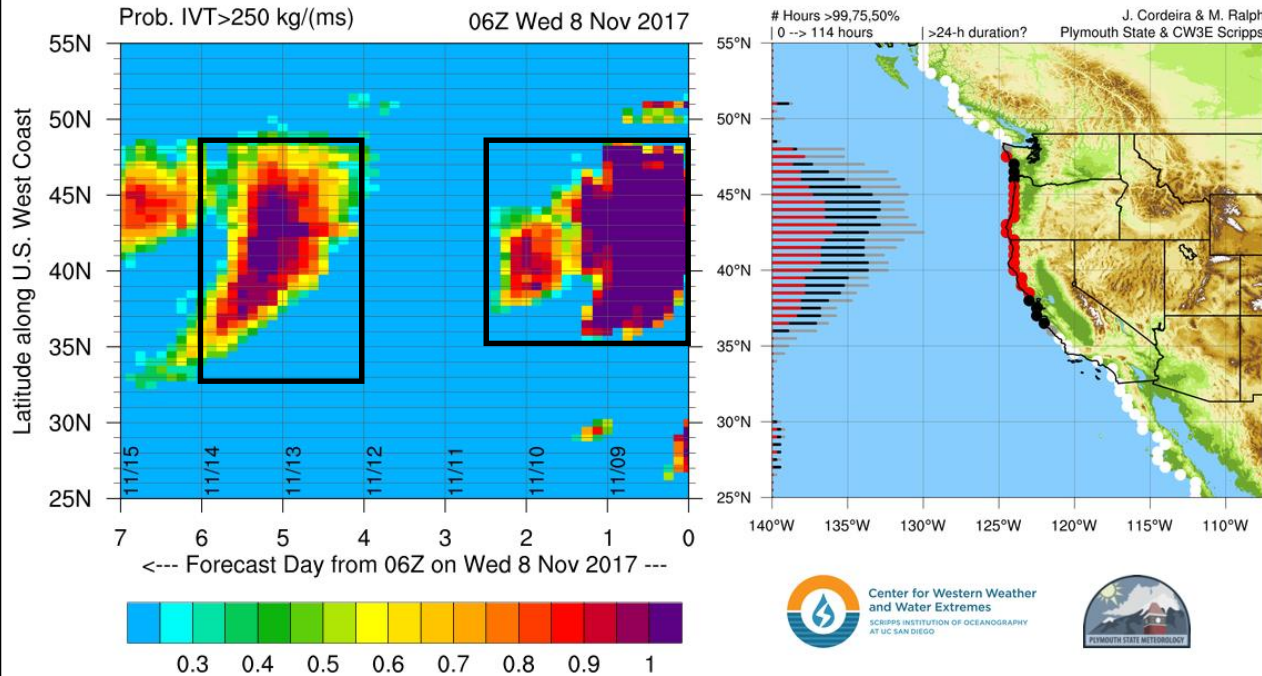 Prob. IVT>250 kg/(ms)
06Z Wed 8 Nov 2017
55N
50N
45N
40N
35N
30N
25N
Latitude along U.S. West Coast
11/15
11/14
11/13
11/12
11/11
11/10
11/09
7 6 5 4 3 2 1 0
<--- Forecast Day from 06Z on Wed 8 Nov 2017 ---
0.3 0.4 0.5 0.6 0.7 0.8 0.9 1
# Hours >99,75,50%
| 0 --> 114 hours
| >24-h duration?
J. Cordeira & M. Ralph
Plymouth State & CW3E Scripps
55°N
50°N
45°N
40°N
35°N
30°N
25°N
140°W 135°W 130°W 125°W 120°W 115°W 110°W
Center for Western Weather
and Water Extremes
SCRIPPS INSTITUTION OF OCEANOGRAPHY
AT UC SAN DIEGO
PLYMOUTH STATE METEOROLOGY